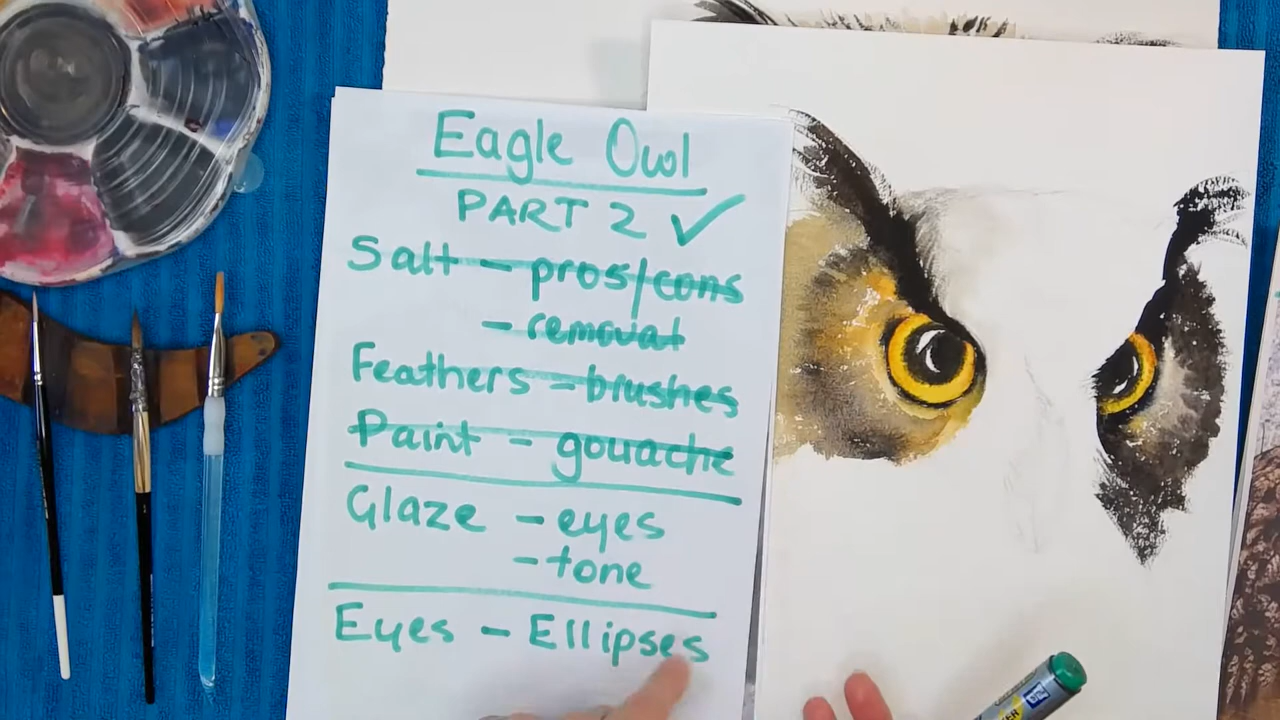 Eagle Owl
PART 2 ✓
Salt - pros/cons
- removal
Feathers - brushes
Paint - gouache
Glaze - eyes
- tone
Eyes - Ellipses